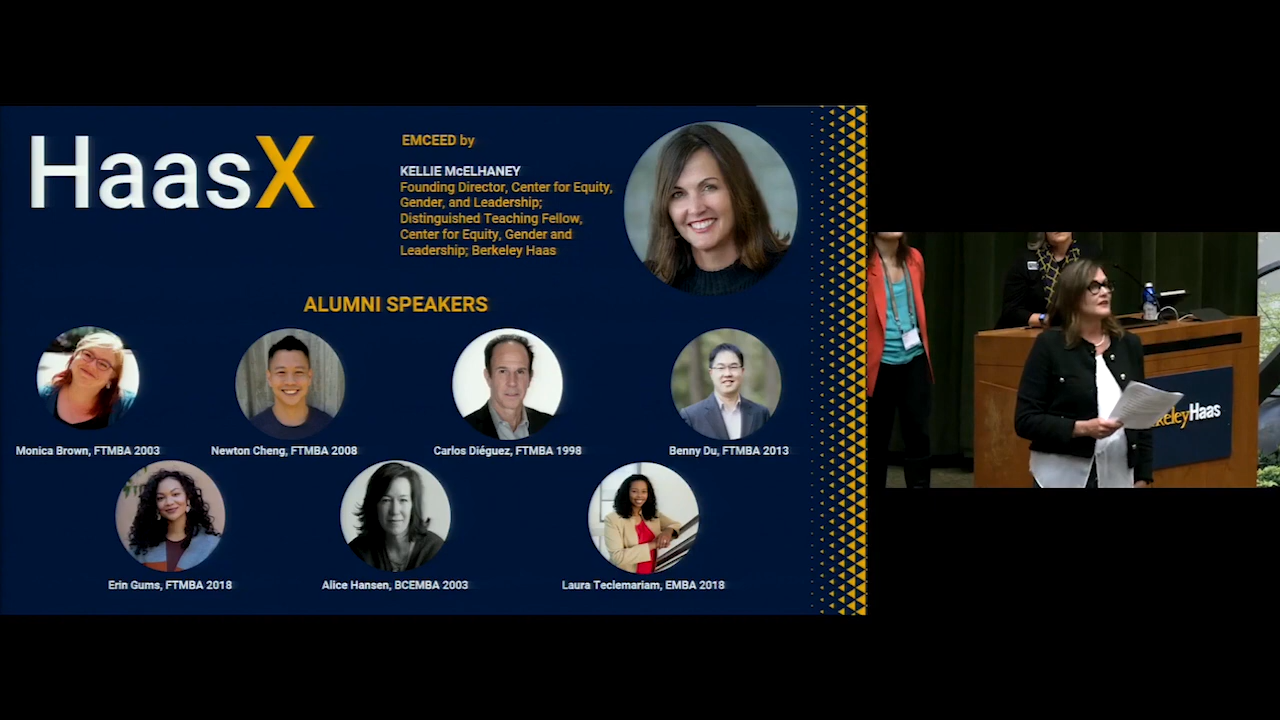 HaasX
EMCEED by
KELLIE McELHANEY
Founding Director, Center for Equity,
Gender, and Leadership;
Distinguished Teaching Fellow,
Center for Equity, Gender and
Leadership; Berkeley Haas
ALUMNI SPEAKERS
Monica Brown, FTMBA 2003
Newton Cheng, FTMBA 2008
Carlos Diéguez, FTMBA 1998
Benny Du, FTMBA 2013
Erin Gums, FTMBA 2018
Alice Hansen, BCEMBA 2003
Laura Teclemariam, EMBA 2018
keleyHaas